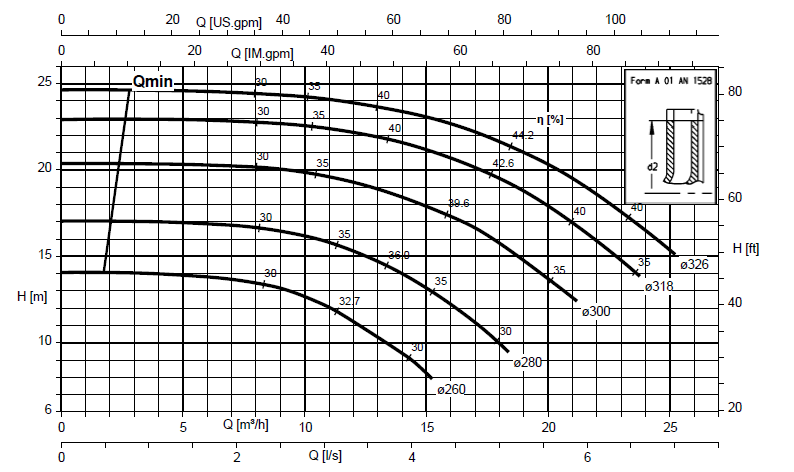 0 20 Q [US.gpm] 40 60 80 100
0 20 Q [IM.gpm] 40 60 80
25 Qmin 30 35 40 η [%] 44.2 40 ø326
Form A 01 AN 152B
d2
80
30 35 40 42.6 40 35 ø318
20 30 35 39.6 35 ø300
60
15 30 35 36.0 35 30 ø280
H [ft]
H [m]
30 32.7 30 ø260
40
10
6
20
0 5 Q [m³/h] 10 15 20 25
0 2 Q [l/s] 4 6